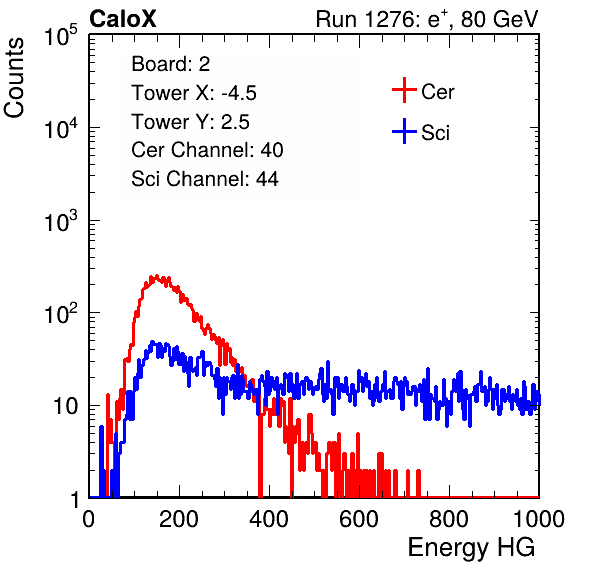 CaloX Run 1276: e⁺, 80 GeV
Counts
10⁵
10⁴
10³
10²
10
1
Board: 2
Tower X: -4.5
Tower Y: 2.5
Cer Channel: 40
Sci Channel: 44
Cer
Sci
0 200 400 600 800 1000
Energy HG